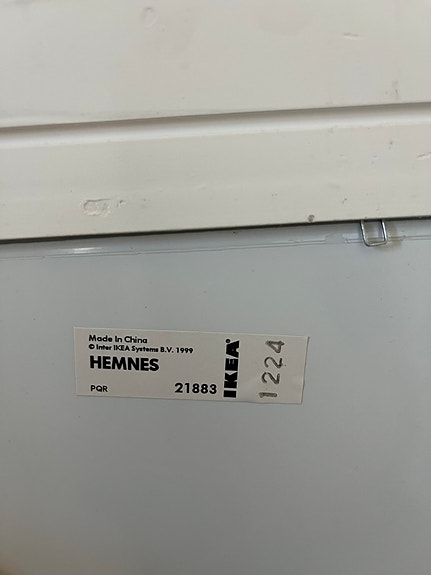 Made In China
© Inter IKEA Systems B.V. 1999
HEMNES
PQR 21883
IKEA®
1224